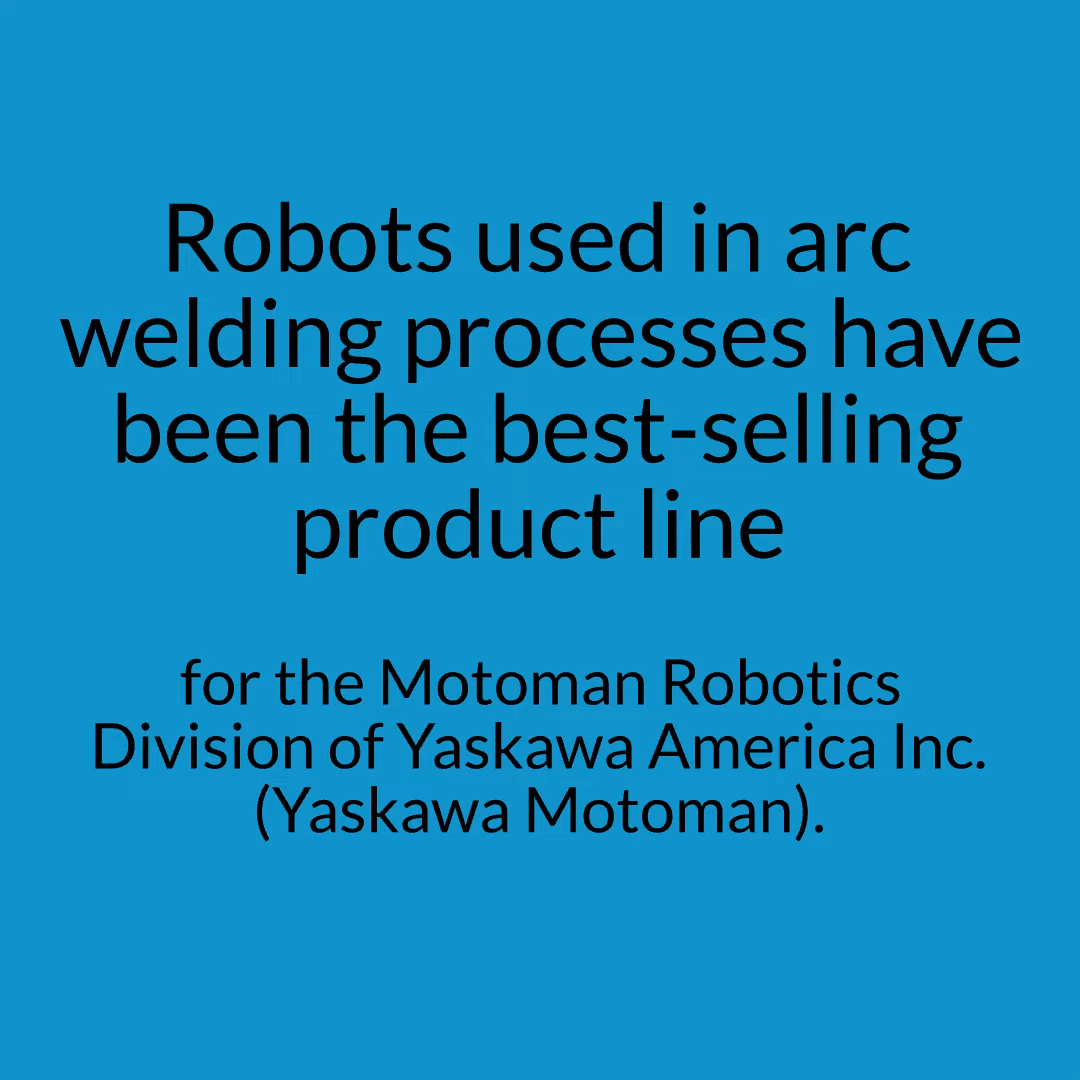 Robots used in arc
welding processes have
been the best-selling
product line
for the Motoman Robotics
Division of Yaskawa America Inc.
(Yaskawa Motoman).